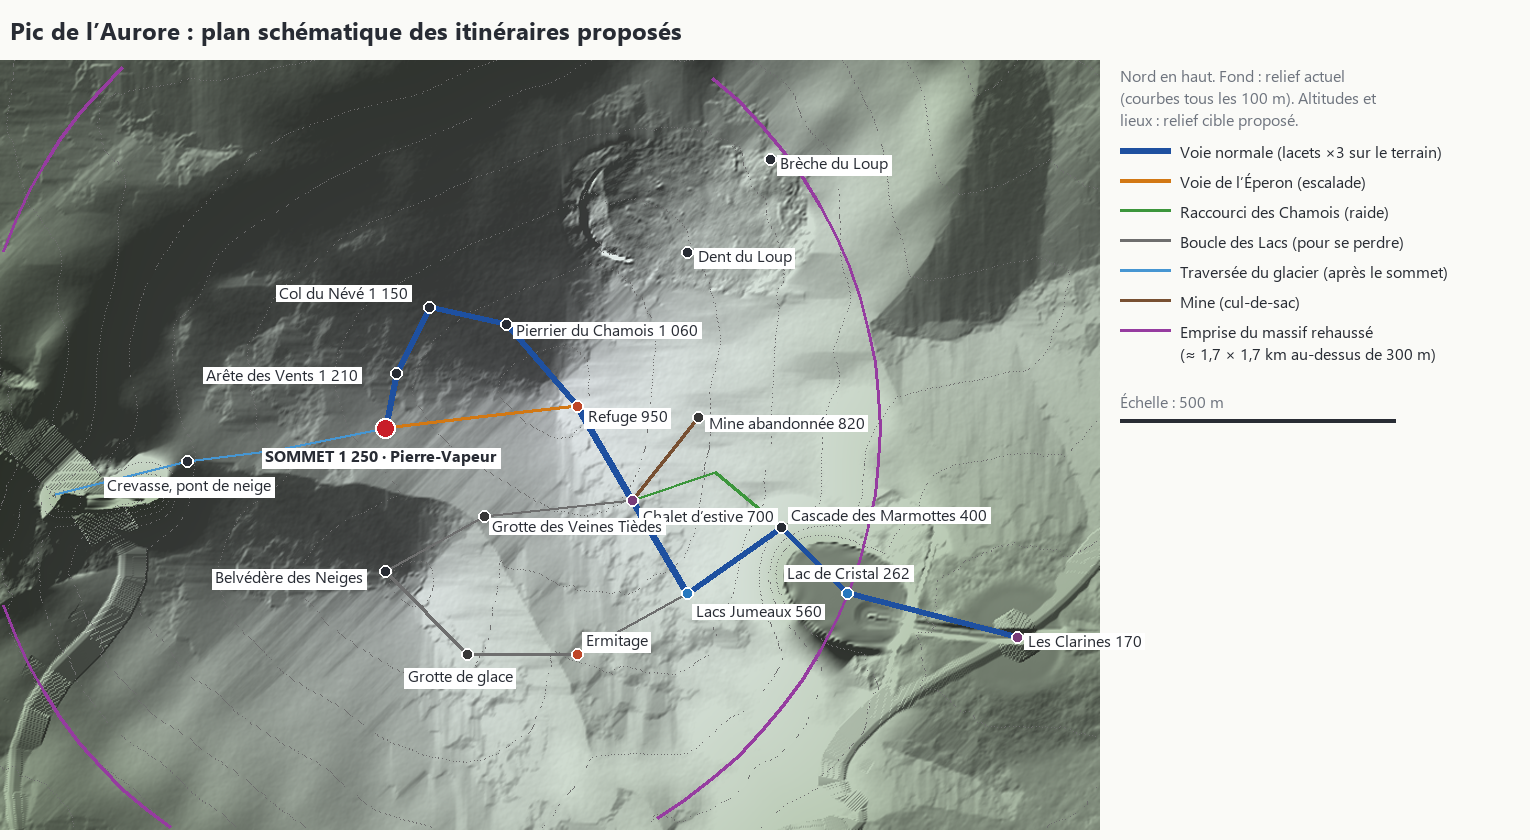 Pic de l’Aurore : plan schématique des itinéraires proposés
Nord en haut. Fond : relief actuel
(courbes tous les 100 m). Altitudes et
lieux : relief cible proposé.
Voie normale (lacets ×3 sur le terrain)
Voie de l’Éperon (escalade)
Raccourci des Chamois (raide)
Boucle des Lacs (pour se perdre)
Traversée du glacier (après le sommet)
Mine (cul-de-sac)
Emprise du massif rehaussé
(≈ 1,7 × 1,7 km au-dessus de 300 m)
Échelle : 500 m
Brèche du Loup
Dent du Loup
Col du Névé 1 150
Pierrier du Chamois 1 060
Arête des Vents 1 210
Refuge 950
Mine abandonnée 820
SOMMET 1 250 · Pierre-Vapeur
Crevasse, pont de neige
Chalet d’estive 700
Cascade des Marmottes 400
Grotte des Veines Tièdes
Lac de Cristal 262
Belvédère des Neiges
Lacs Jumeaux 560
Ermitage
Les Clarines 170
Grotte de glace